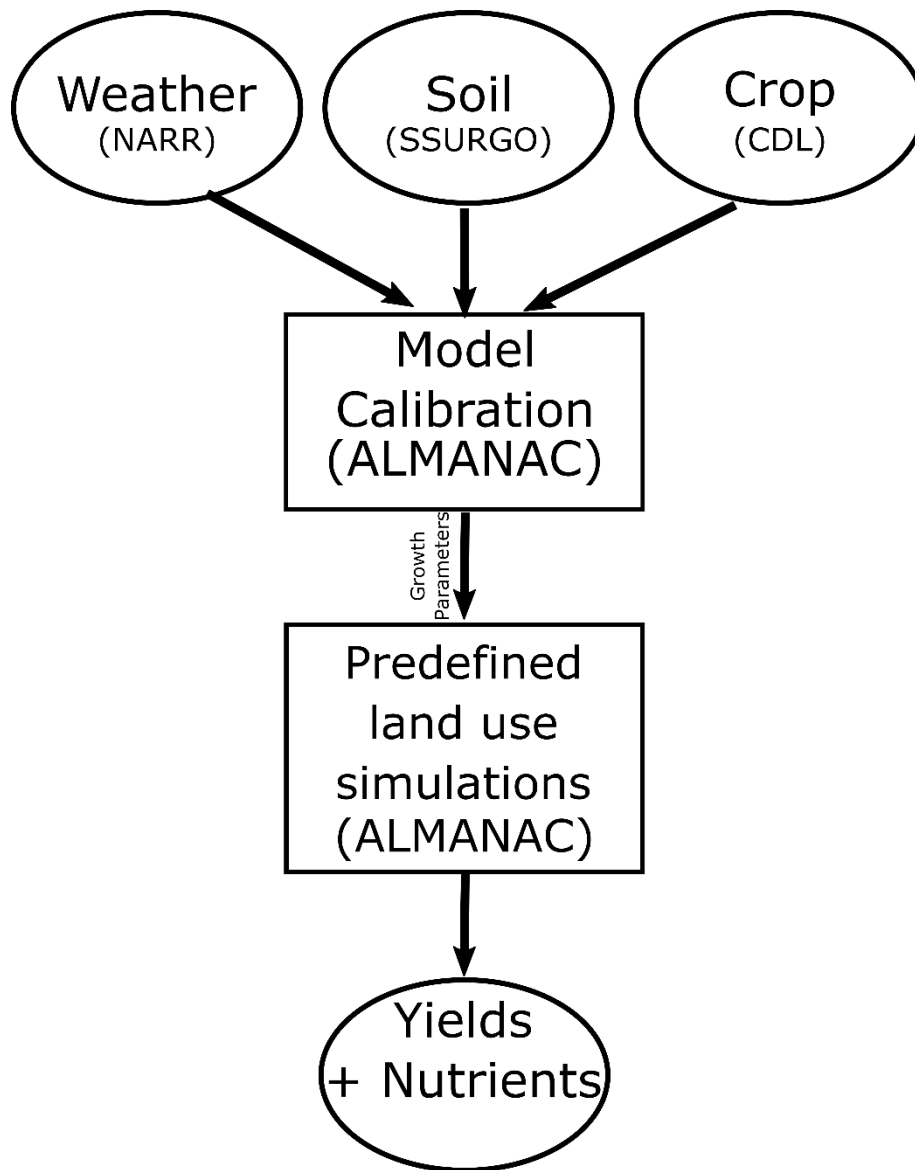 Weather
(NARR)
Soil
(SSURGO)
Crop
(CDL)
Model
Calibration
(ALMANAC)
Growth
Parameters
Predefined
land use
simulations
(ALMANAC)
Yields
+ Nutrients